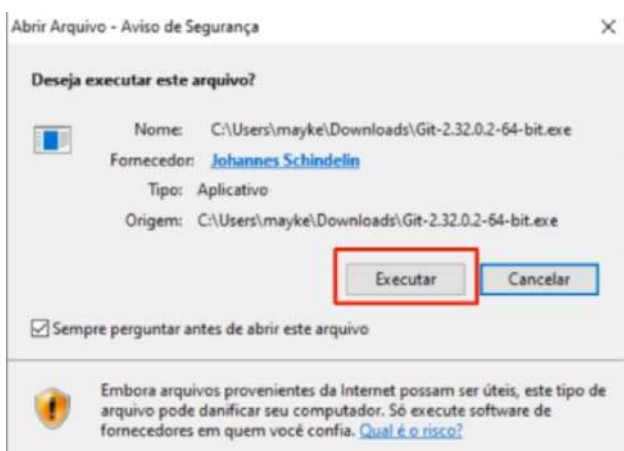 Abrir Arquivo - Aviso de Segurança
Deseja executar este arquivo?
Nome: C:\Users\mayke\Downloads\Git-2.32.0.2-64-bit.exe
Fornecedor: Johannes Schindelin
Tipo: Aplicativo
Origem: C:\Users\mayke\Downloads\Git-2.32.0.2-64-bit.exe
Executar Cancelar
Sempre perguntar antes de abrir este arquivo
Embora arquivos provenientes da Internet possam ser úteis, este tipo de
arquivo pode danificar seu computador. Só execute software de
fornecedores em quem você confia. Qual é o risco?